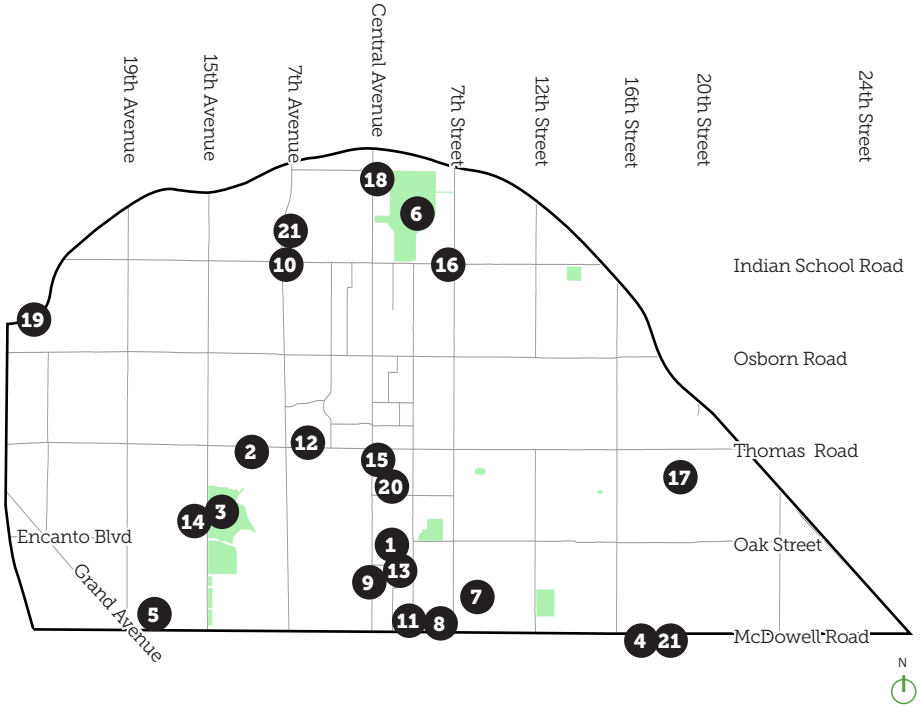 19th Avenue
15th Avenue
7th Avenue
Central Avenue
7th Street
12th Street
16th Street
20th Street
24th Street
18
6
21
10
16
Indian School Road
19
Osborn Road
12
2
Thomas Road
15
17
20
3
14
Encanto Blvd
1
Oak Street
13
9
Grand Avenue
7
5
11
8
4
21
McDowell Road
N